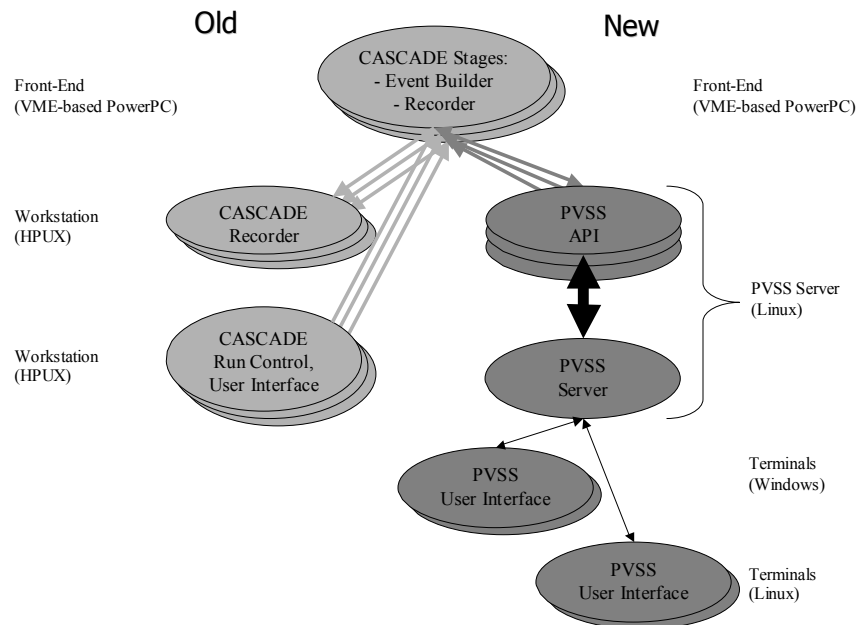 Old
New
CASCADE Stages:
- Event Builder
- Recorder
Front-End
(VME-based PowerPC)
Front-End
(VME-based PowerPC)
Workstation
(HPUX)
CASCADE
Recorder
PVSS
API
PVSS Server
(Linux)
Workstation
(HPUX)
CASCADE
Run Control,
User Interface
PVSS
Server
PVSS
User Interface
Terminals
(Windows)
PVSS
User Interface
Terminals
(Linux)